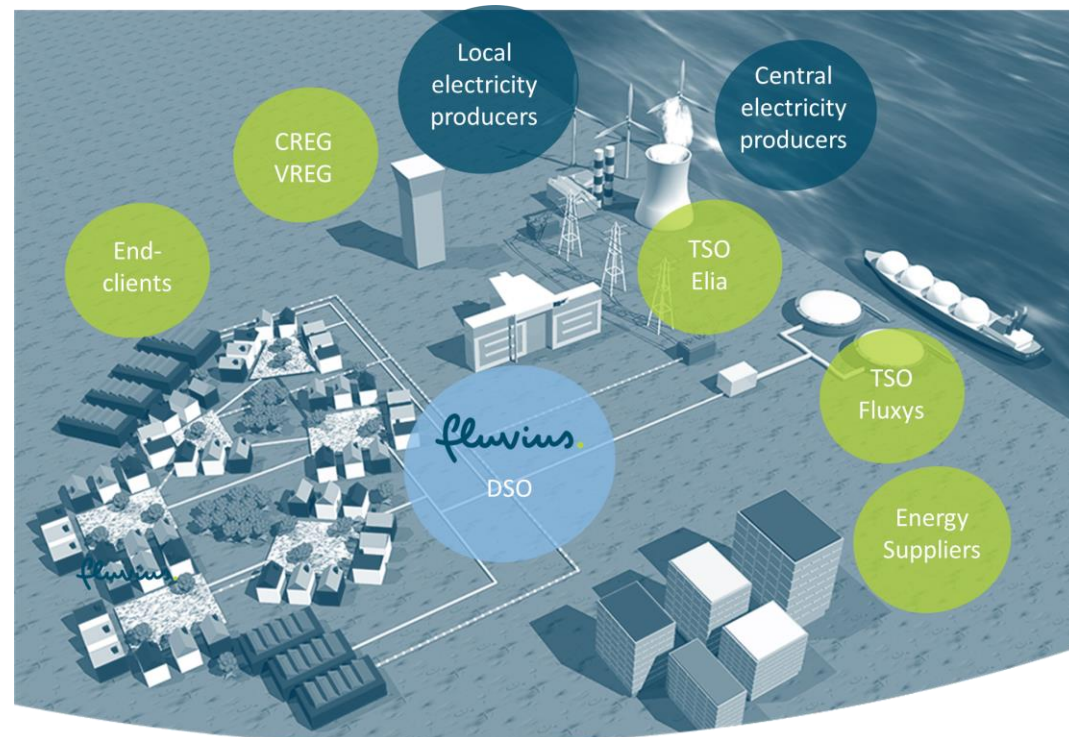 Local
electricity
producers
Central
electricity
producers
CREG
VREG
End-
clients
TSO
Elia
TSO
Fluxys
fluvius.
DSO
Energy
Suppliers
fluvius.